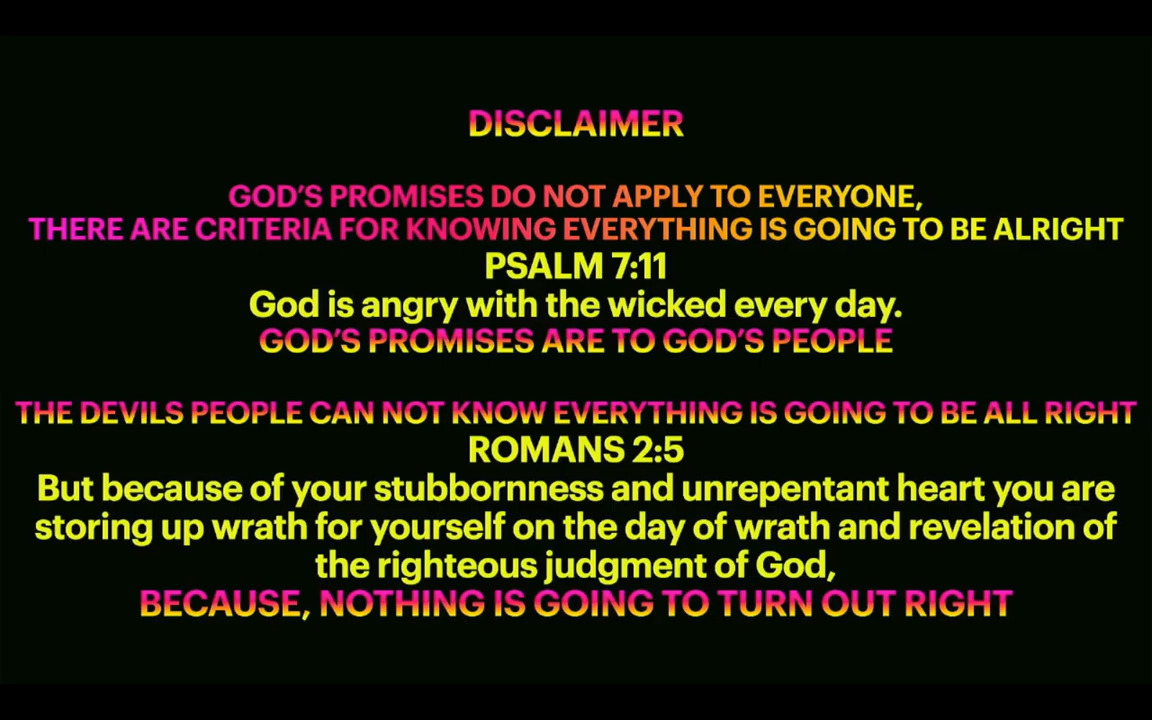 DISCLAIMER
GOD'S PROMISES DO NOT APPLY TO EVERYONE,
THERE ARE CRITERIA FOR KNOWING EVERYTHING IS GOING TO BE ALRIGHT
PSALM 7:11
God is angry with the wicked every day.
GOD'S PROMISES ARE TO GOD'S PEOPLE
THE DEVILS PEOPLE CAN NOT KNOW EVERYTHING IS GOING TO BE ALL RIGHT
ROMANS 2:5
But because of your stubbornness and unrepentant heart you are
storing up wrath for yourself on the day of wrath and revelation of
the righteous judgment of God,
BECAUSE, NOTHING IS GOING TO TURN OUT RIGHT